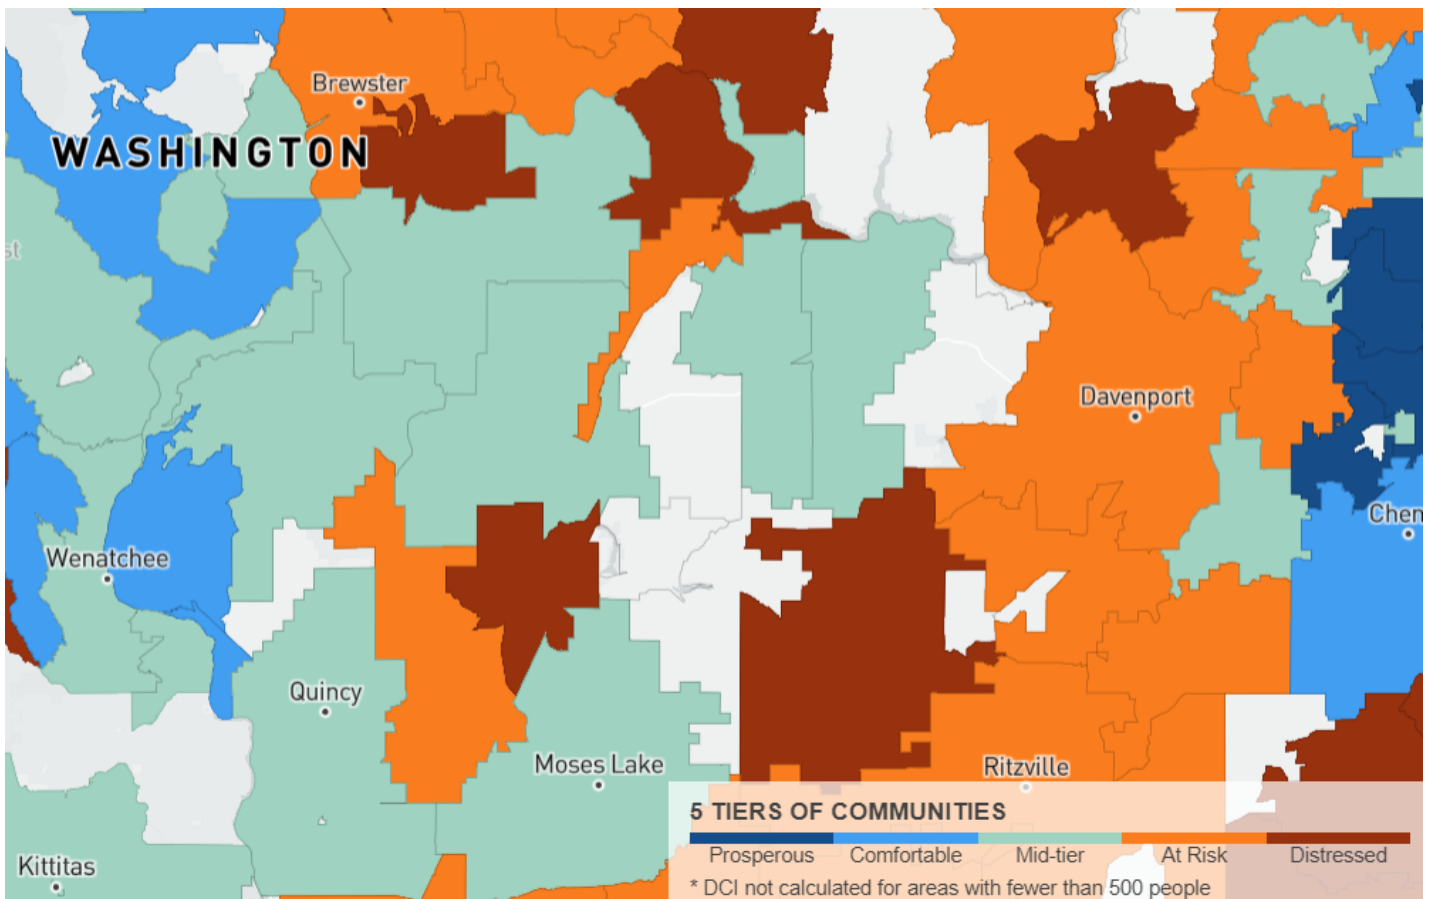 Brewster
WASHINGTON
st
Davenport
Chen
Wenatchee
Quincy
Moses Lake
Ritzville
Kittitas
5 TIERS OF COMMUNITIES
Prosperous Comfortable Mid-tier At Risk Distressed
* DCI not calculated for areas with fewer than 500 people